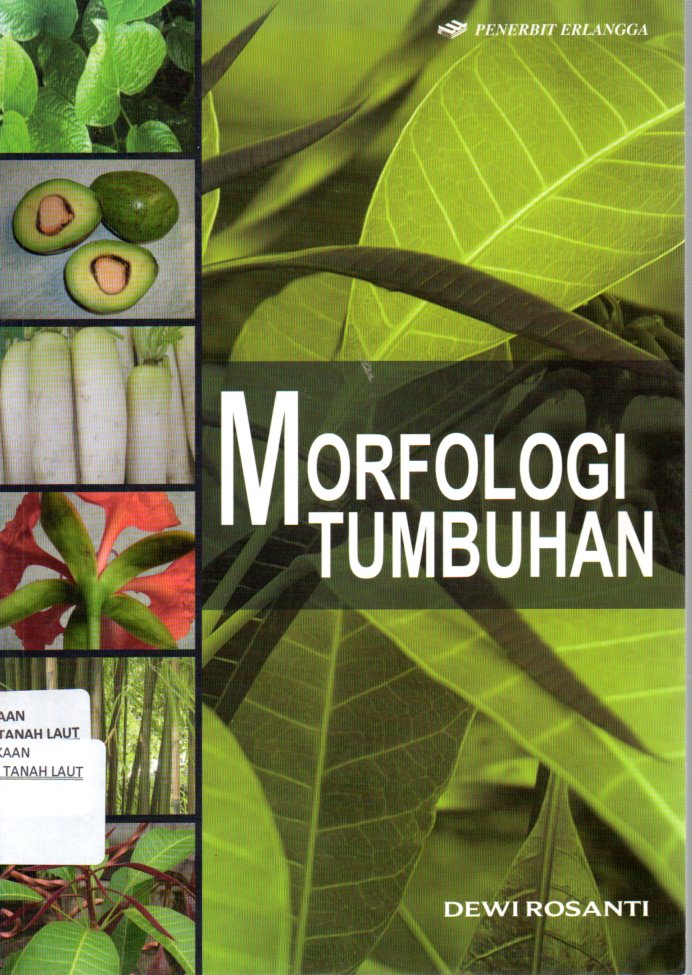 PENERBIT ERLANGGA
MORFOLOGI
TUMBUHAN
AAN
TANAH LAUT
KAAN
TANAH LAUT
DEWI ROSANTI